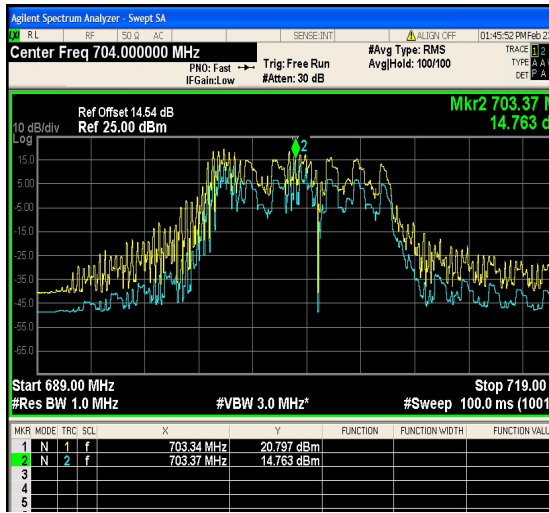 Agilent Spectrum Analyzer - Swept SA
LXI RL RF 50 Ω AC SENSE:INT ALIGN OFF 01:45:52 PM Feb 2
Center Freq 704.000000 MHz #Avg Type: RMS TRACE 1 2
PNO: Fast Trig: Free Run Avg|Hold: 100/100 TYPE A A
IFGain:Low #Atten: 30 dB DET P A
Mkr2 703.37 M
Ref Offset 14.54 dB
10 dB/div Ref 25.00 dBm 14.763 d
Log
2
15.0
5.00
-5.00
-15.0
-25.0
-35.0
-45.0
-55.0
-65.0
Start 689.00 MHz Stop 719.00
#Res BW 1.0 MHz #VBW 3.0 MHz* #Sweep 100.0 ms (1001
MKR MODE TRC SCL X Y FUNCTION FUNCTION WIDTH FUNCTION VALU
1 N 1 f 703.34 MHz 20.797 dBm
2 N 2 f 703.37 MHz 14.763 dBm
3
4
5